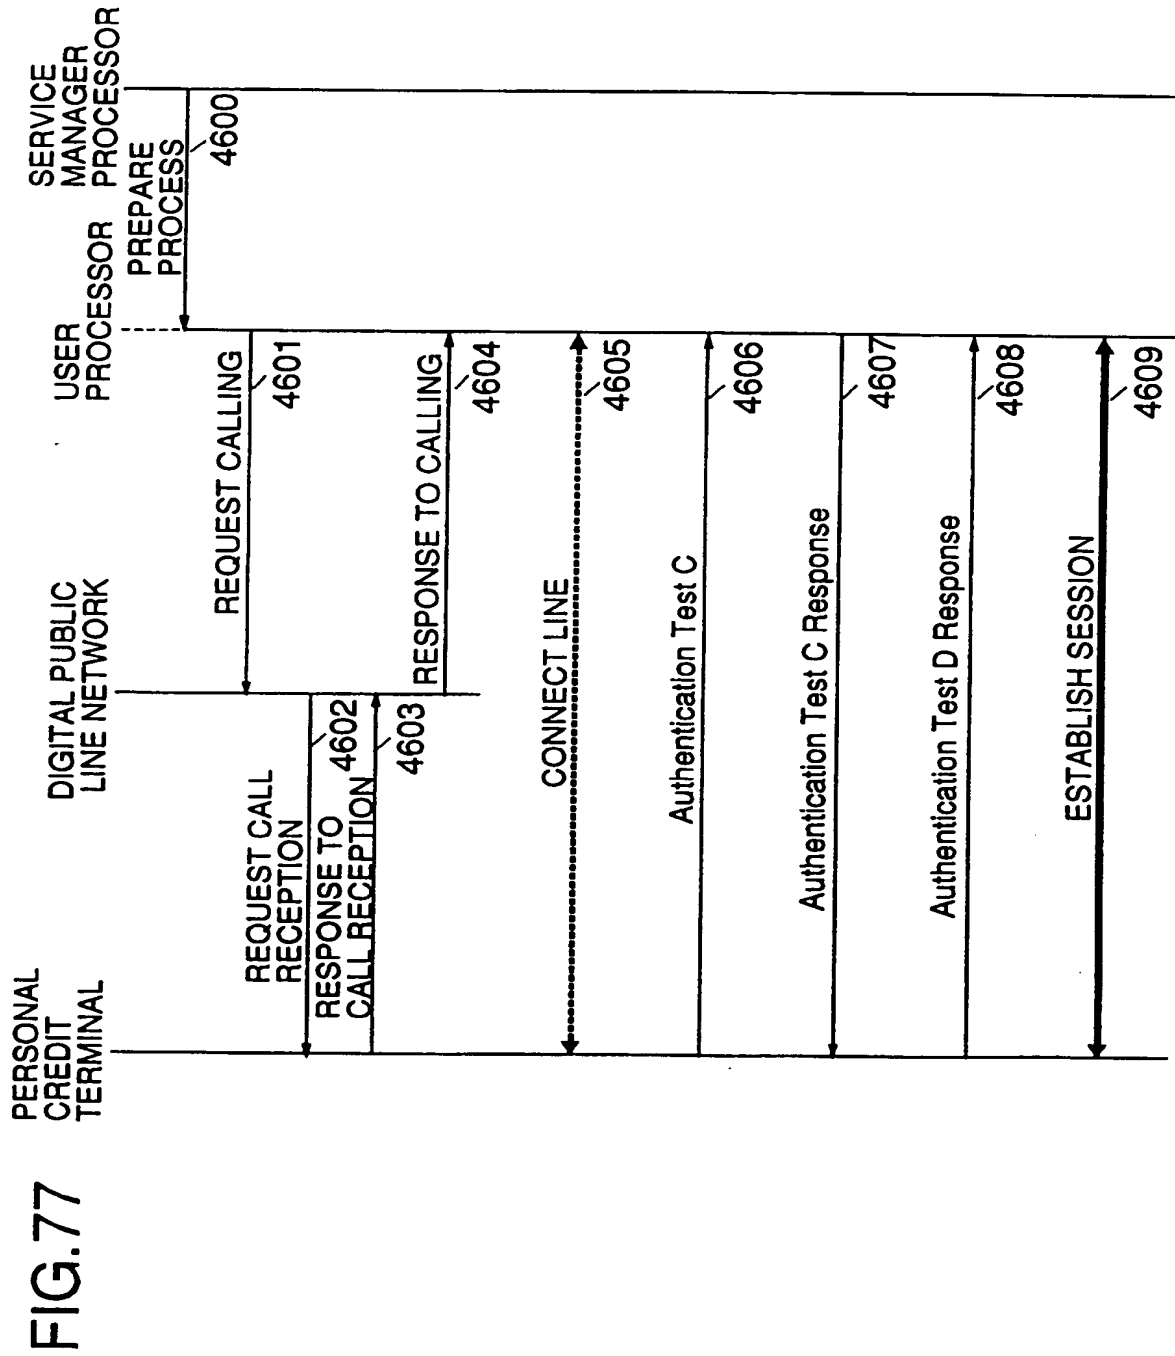 FIG.77
PERSONAL
CREDIT
TERMINAL
DIGITAL PUBLIC
LINE NETWORK
USER
PROCESSOR
SERVICE
MANAGER
PROCESSOR
PREPARE
PROCESS
4600
REQUEST CALLING
4601
REQUEST CALL
RECEPTION
4602
RESPONSE TO
CALL RECEPTION
4603
RESPONSE TO CALLING
4604
CONNECT LINE
4605
Authentication Test C
4606
Authentication Test C Response
4607
Authentication Test D Response
4608
ESTABLISH SESSION
4609